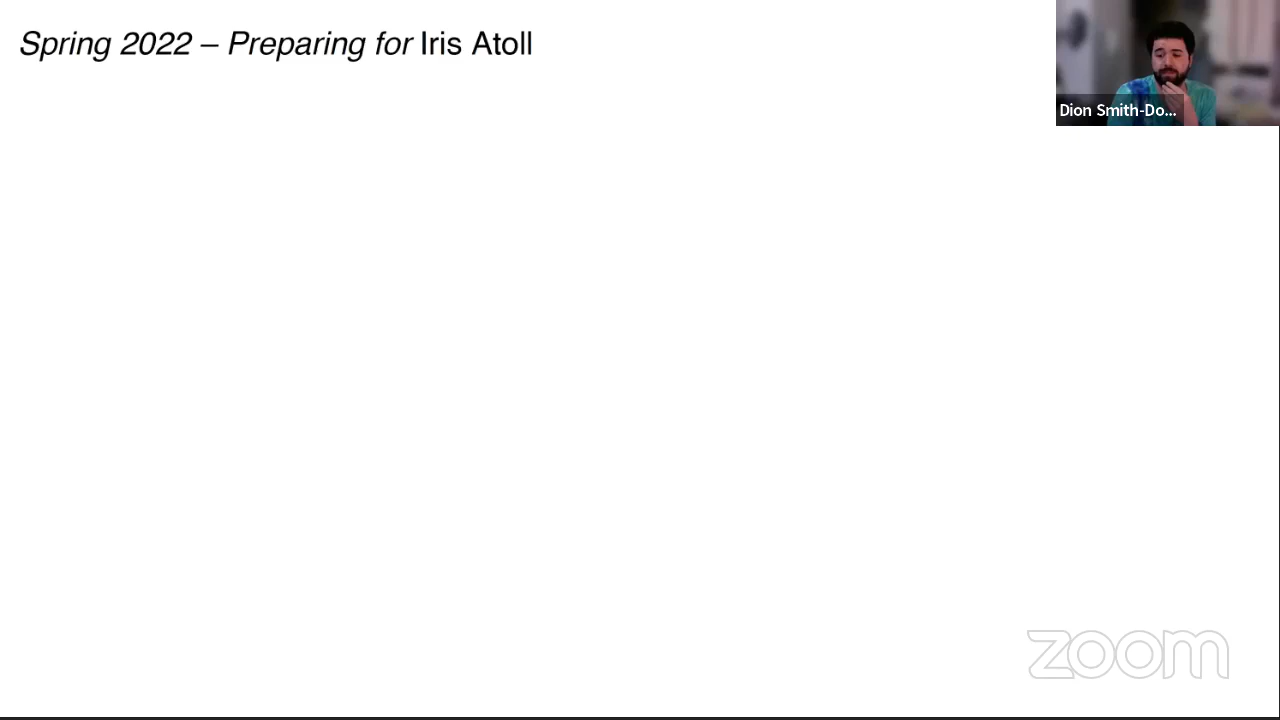 Spring 2022 – Preparing for Iris Atoll
Dion Smith-Do...
zoom